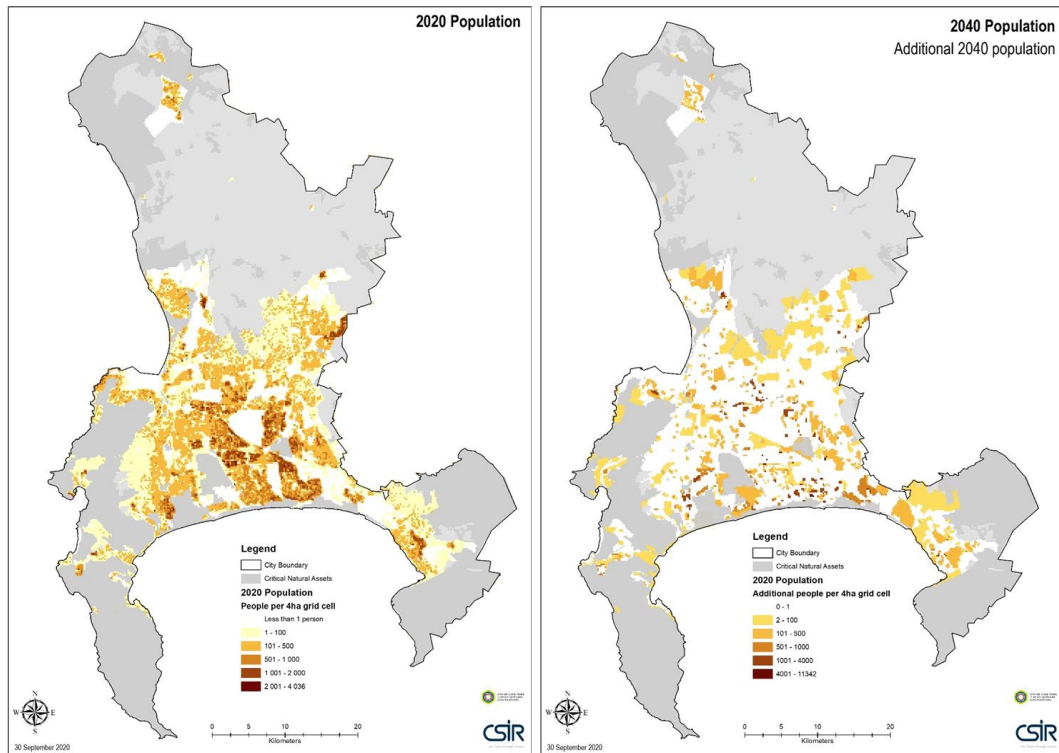 2020 Population
Legend
City Boundary
Critical Natural Assets
2020 Population
People per 4ha grid cell
Less than 1 person
1 - 100
101 - 500
501 - 1 000
1 001 - 2 000
2 001 - 4 036
N
W E
S
0 5 10 20
Kilometers
CSIR
30 September 2020
2040 Population
Additional 2040 population
Legend
City Boundary
Critical Natural Assets
2020 Population
Additional people per 4ha grid cell
0 - 1
2 - 100
101 - 500
501 - 1000
1001 - 4000
4001 - 11342
N
W E
S
0 5 10 20
Kilometers
CSIR
30 September 2020